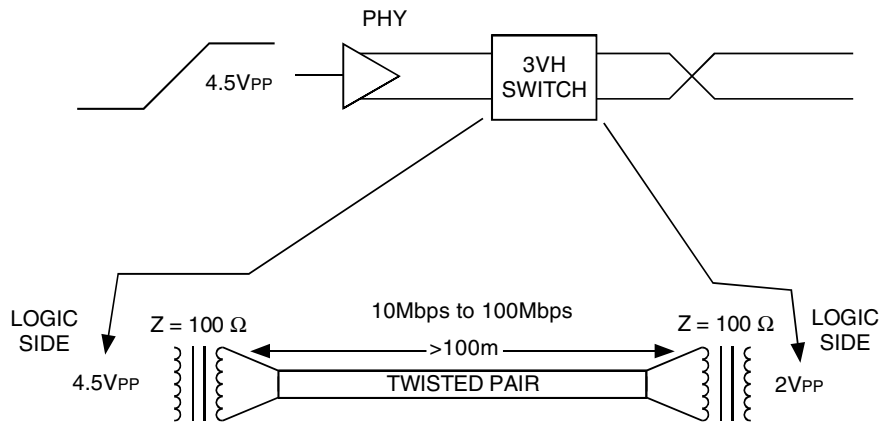 PHY
4.5VPP
3VH
SWITCH
LOGIC
SIDE
Z = 100 Ω
10Mbps to 100Mbps
Z = 100 Ω
LOGIC
SIDE
>100m
4.5VPP
TWISTED PAIR
2VPP